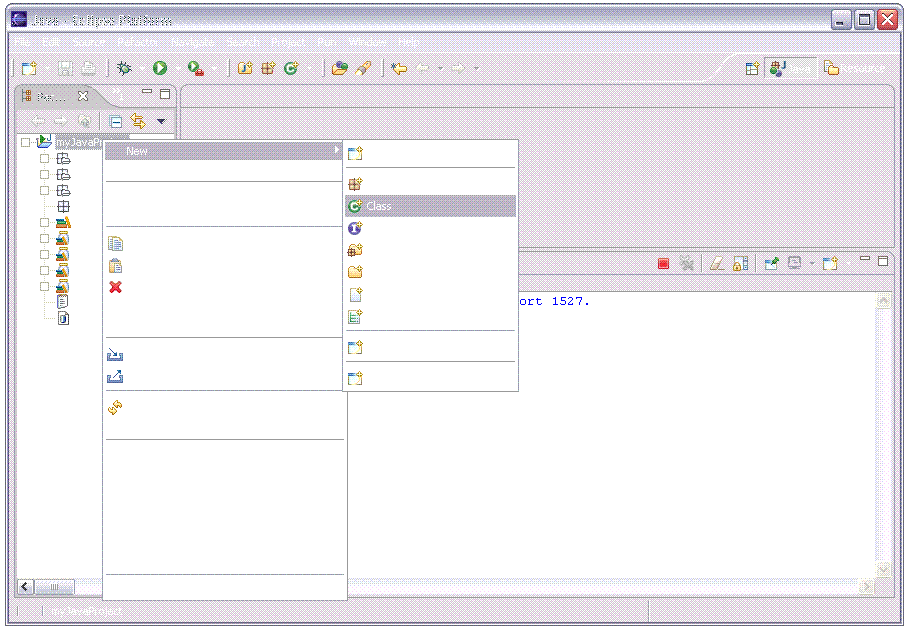 Java - Eclipse Platform
File Edit Source Refactor Navigate Search Project Run Window Help
Java
Resource
myJavaPr
New
Class
ort 1527.
myJavaProject